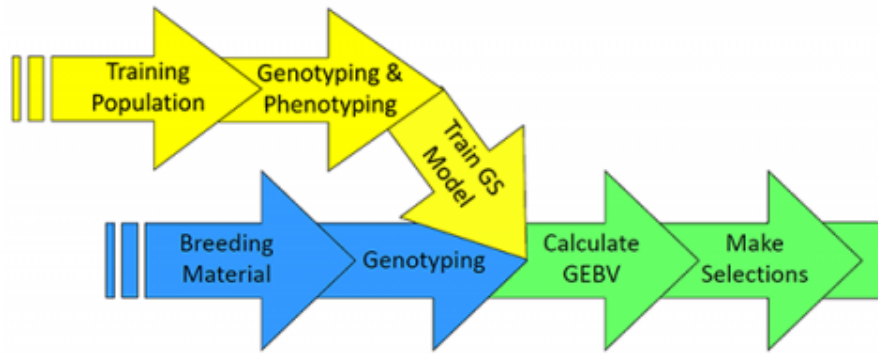 Training
Population
Genotyping &
Phenotyping
Train GS
Model
Breeding
Material
Genotyping
Calculate
GEBV
Make
Selections